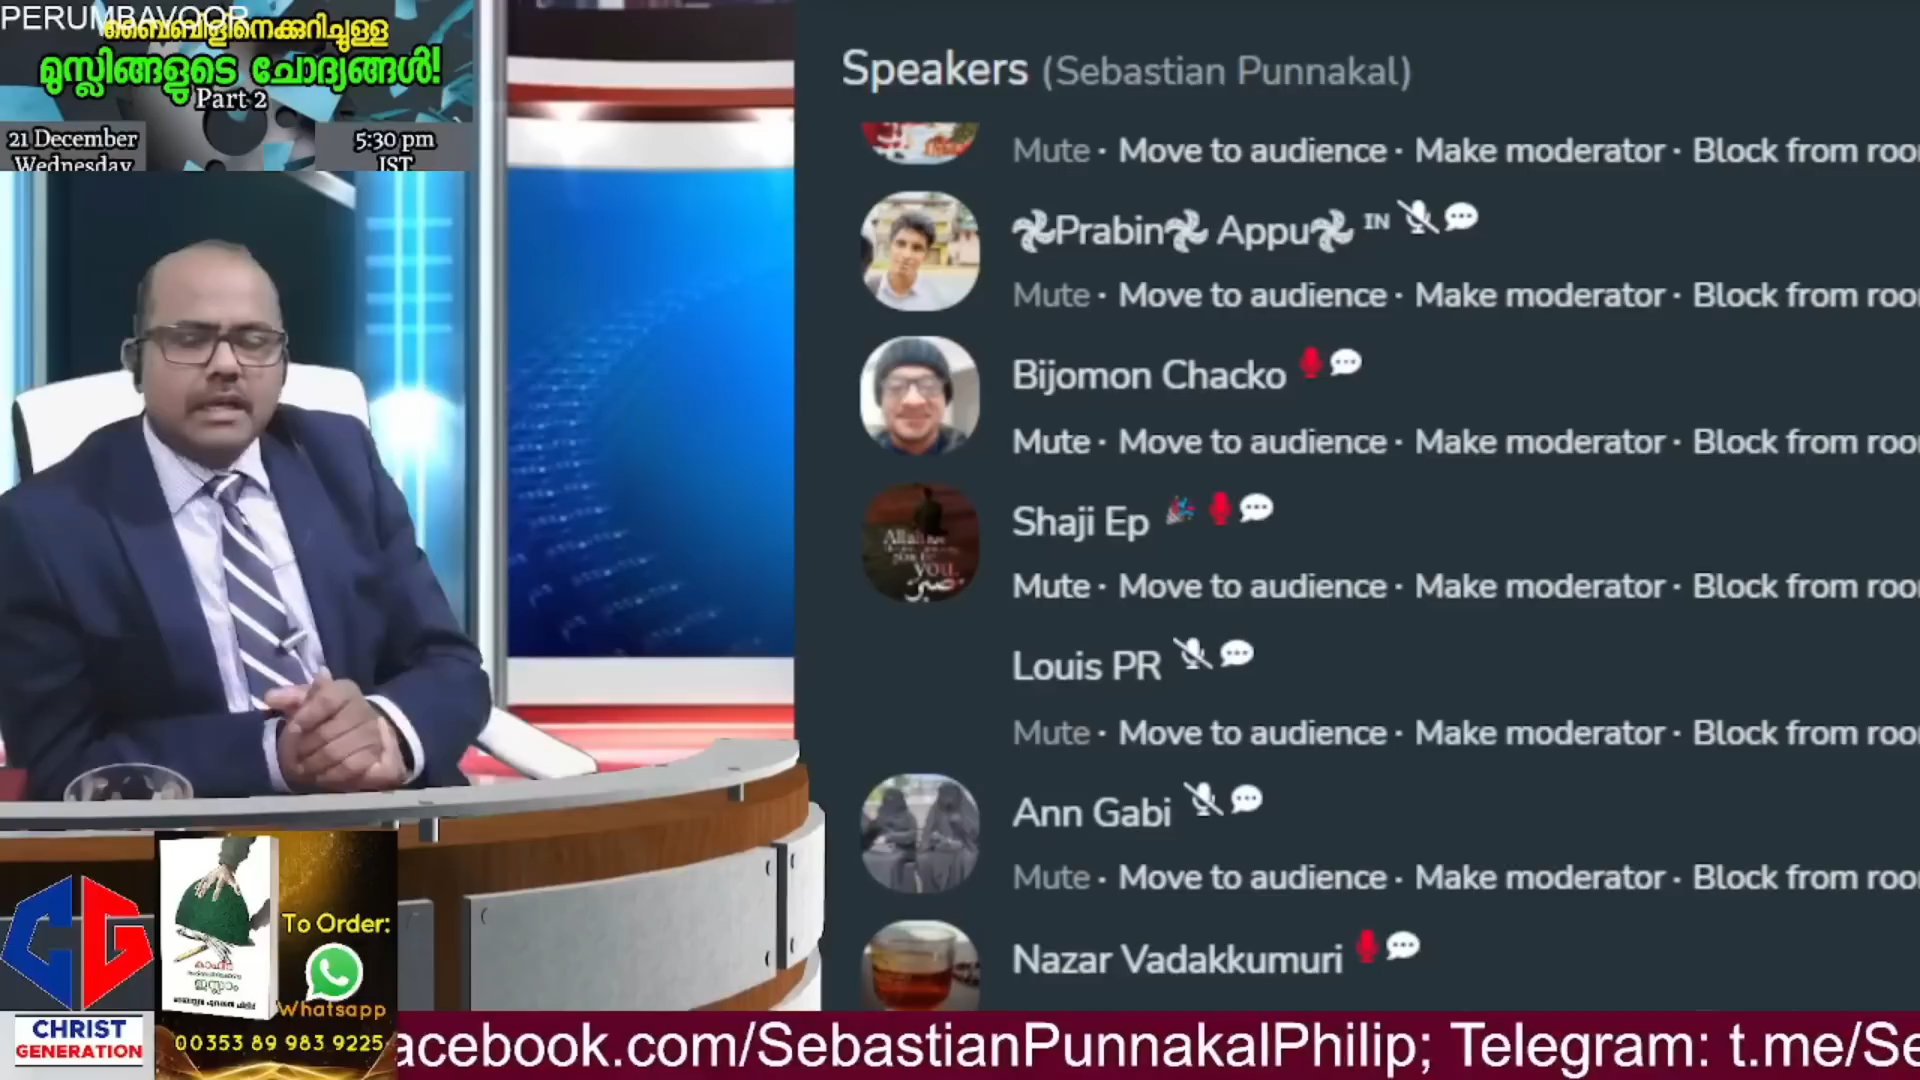 PERUMBAVOOR
ബൈബിളിനെക്കുറിച്ചുള്ള
മുസ്ലിങ്ങളുടെ ചോദ്യങ്ങൾ!
Part 2
21 December
Wednesday
5:30 pm
IST
Speakers (Sebastian Punnakal)
Mute · Move to audience · Make moderator · Block from roo
Prabin Appu IN
Mute · Move to audience · Make moderator · Block from roo
Bijomon Chacko
Mute · Move to audience · Make moderator · Block from roo
Shaji Ep
Mute · Move to audience · Make moderator · Block from roo
Allah
you.
صبر
Louis PR
Mute · Move to audience · Make moderator · Block from roo
Ann Gabi
Mute · Move to audience · Make moderator · Block from roo
Nazar Vadakkumuri
CG
CHRIST
GENERATION
ഇസ്ലാം
To Order:
Whatsapp
00353 89 983 9225
acebook.com/SebastianPunnakalPhilip; Telegram: t.me/Se